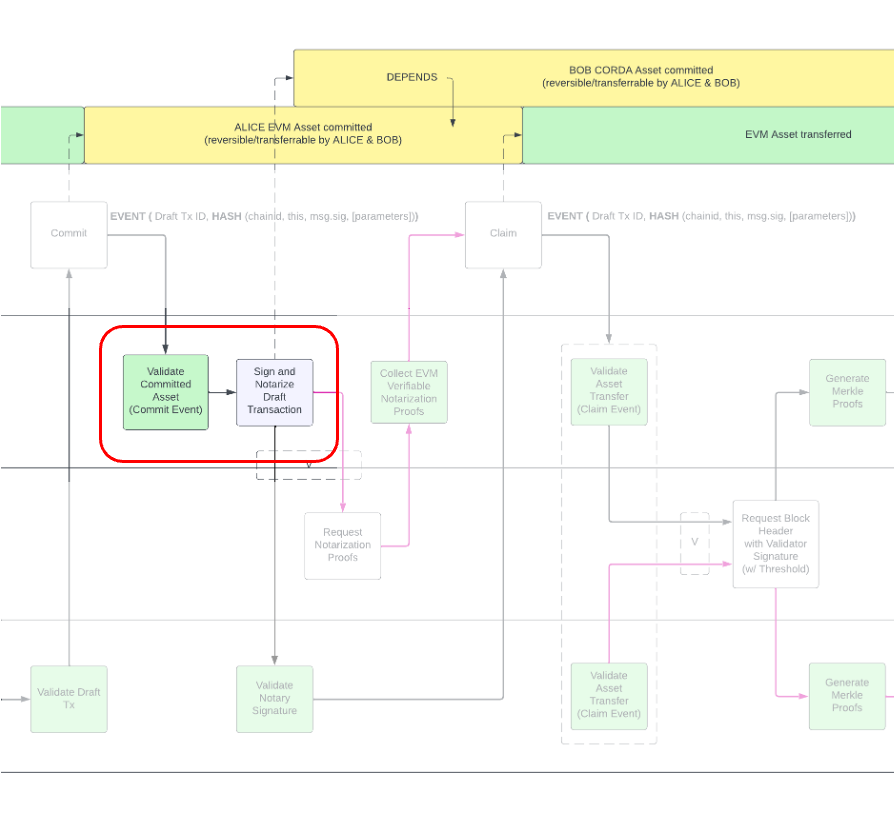 BOB CORDA Asset committed
(reversible/transferrable by ALICE & BOB)
DEPENDS
ALICE EVM Asset committed
(reversible/transferrable by ALICE & BOB)
EVM Asset transferred
EVENT ( Draft Tx ID, HASH (chainid, this, msg.sig, [parameters]))
EVENT ( Draft Tx ID, HASH (chainid, this, msg.sig, [parameters]))
Commit
Claim
Validate
Committed
Asset
(Commit Event)
Sign and
Notarize
Draft
Transaction
Collect EVM
Verifiable
Notarization
Proofs
Validate
Asset
Transfer
(Claim Event)
Generate
Merkle
Proofs
V
Request
Notarization
Proofs
V
Request Block
Header
with Validator
Signature
(w/ Threshold)
Validate Draft
Tx
Validate
Notary
Signature
Validate
Asset
Transfer
(Claim Event)
Generate
Merkle
Proofs